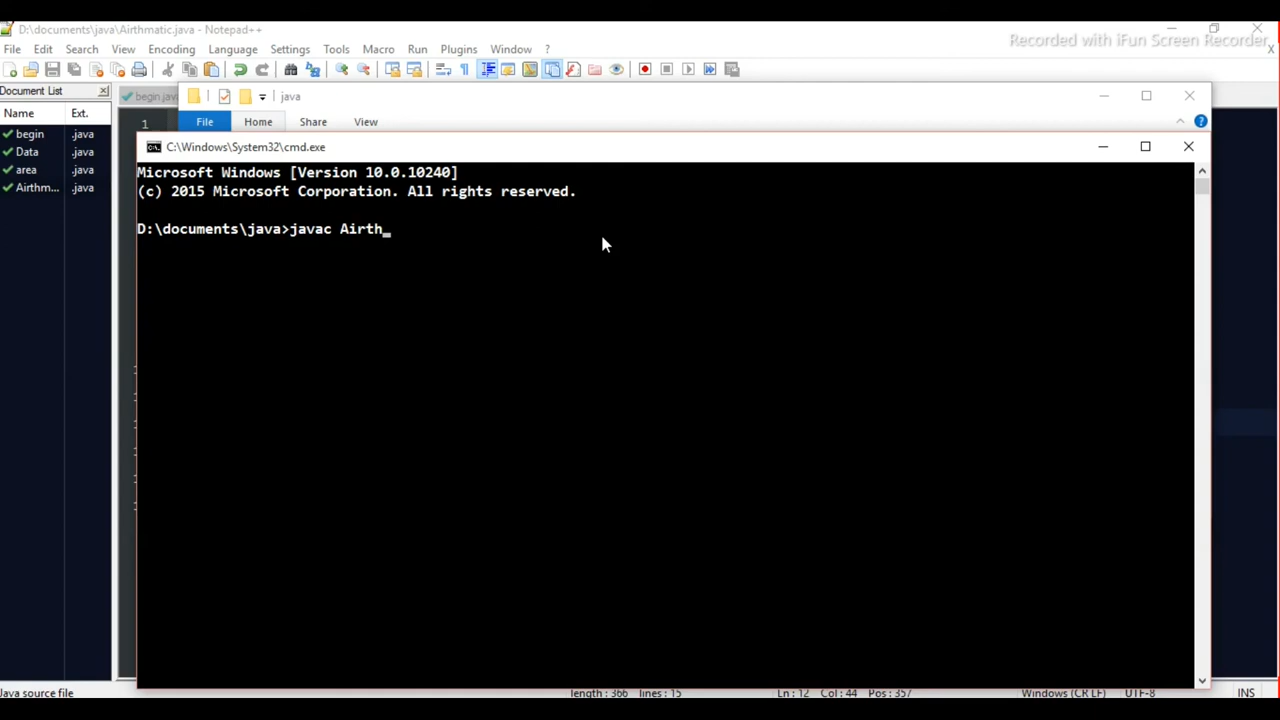 D:\documents\java\Airthmatic.java - Notepad++
File Edit Search View Encoding Language Settings Tools Macro Run Plugins Window ?
Recorded with iFun Screen Recorder
X
Document List
Name Ext.
begin .java
Data .java
area .java
Airthm... .java
begin.jav
1
java
File Home Share View
C:\Windows\System32\cmd.exe
Microsoft Windows [Version 10.0.10240]
(c) 2015 Microsoft Corporation. All rights reserved.
D:\documents\java>javac Airth_
Java source file length : 366 lines : 15 Ln : 12 Col : 44 Pos : 357 Windows (CR LF) UTF-8 INS